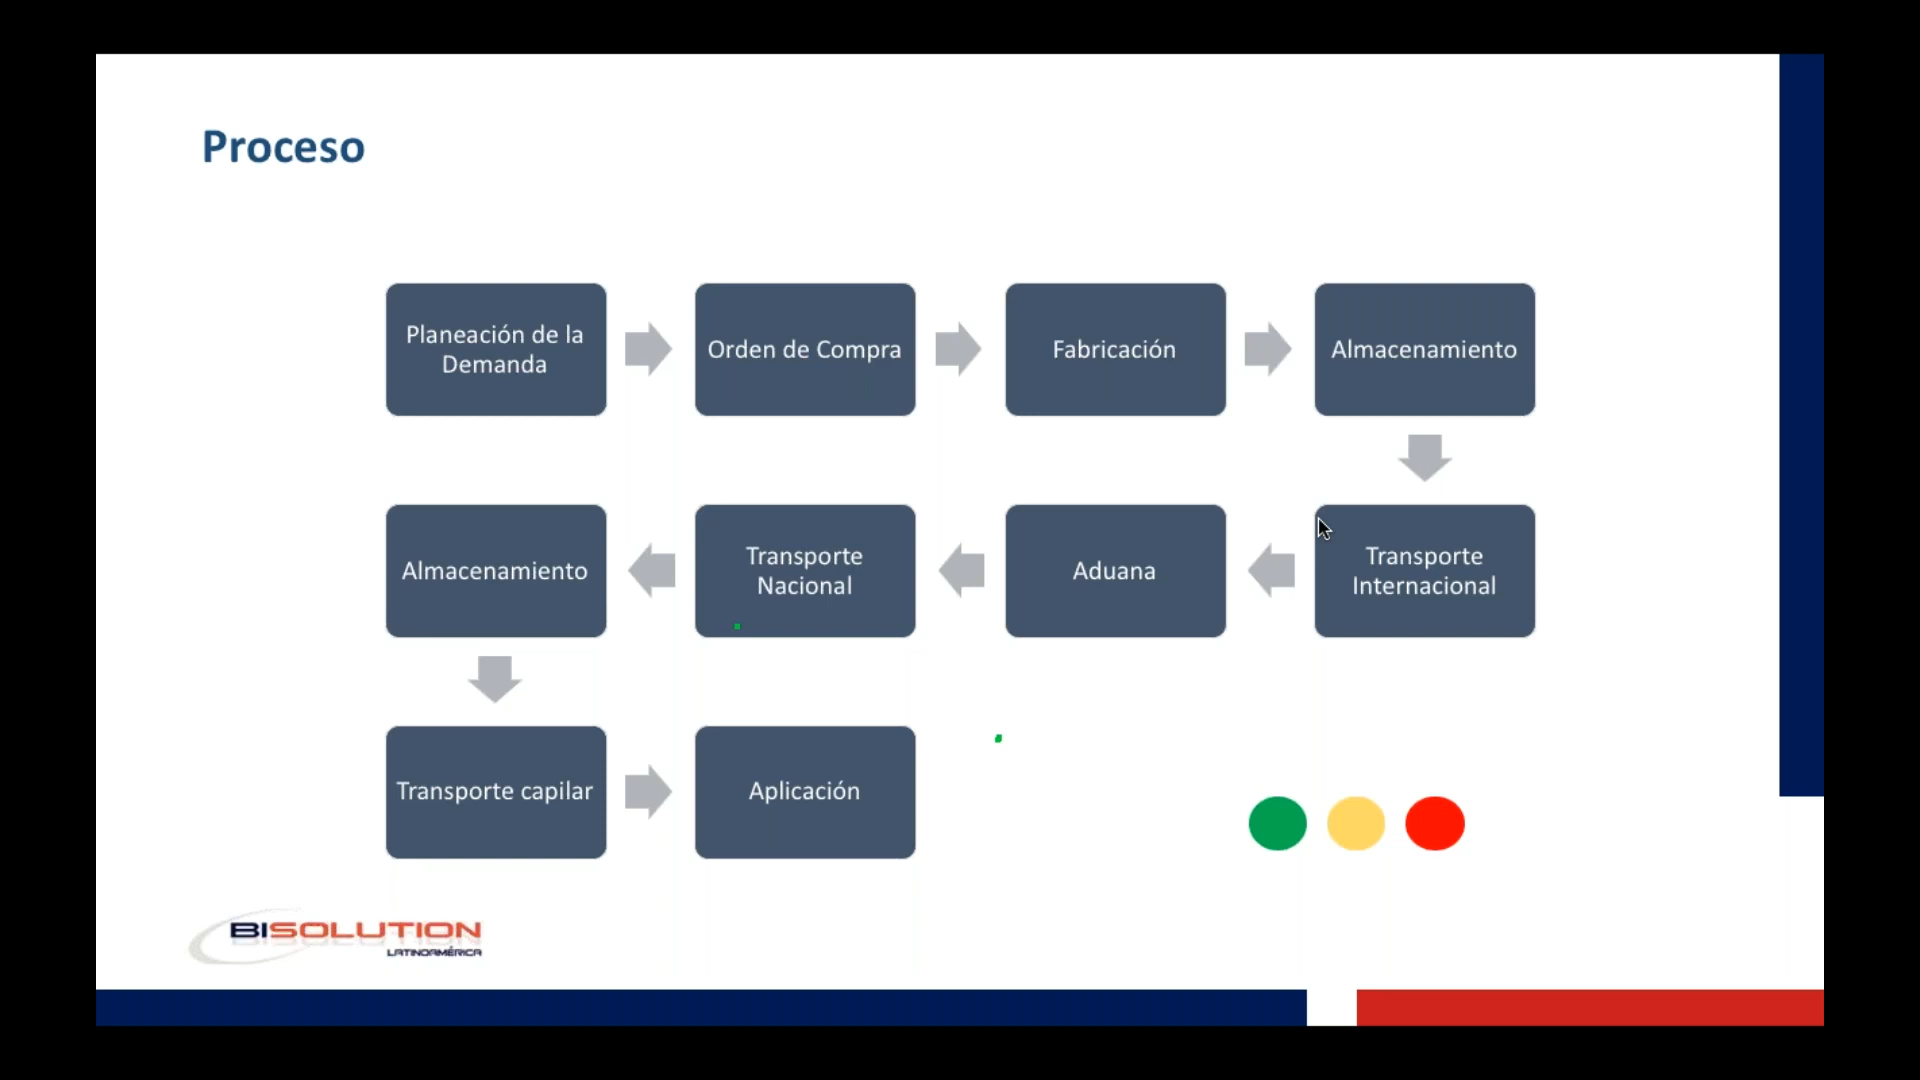 Proceso
Planeación de la
Demanda
Orden de Compra
Fabricación
Almacenamiento
Almacenamiento
Transporte
Nacional
Aduana
Transporte
Internacional
Transporte capilar
Aplicación
BISOLUTION
LATINOAMÉRICA